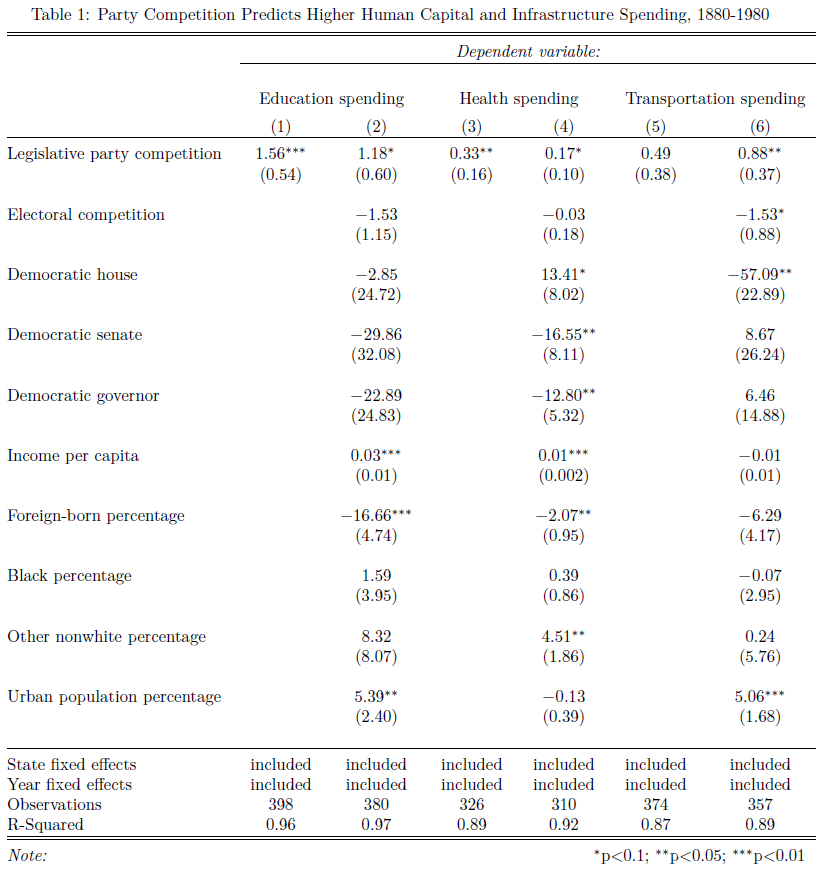 Table 1: Party Competition Predicts Higher Human Capital and Infrastructure Spending, 1880-1980
Dependent variable:
Education spending Health spending Transportation spending
(1) (2) (3) (4) (5) (6)
Legislative party competition 1.56*** 1.18* 0.33** 0.17* 0.49 0.88**
(0.54) (0.60) (0.16) (0.10) (0.38) (0.37)
Electoral competition −1.53 −0.03 −1.53*
(1.15) (0.18) (0.88)
Democratic house −2.85 13.41* −57.09**
(24.72) (8.02) (22.89)
Democratic senate −29.86 −16.55** 8.67
(32.08) (8.11) (26.24)
Democratic governor −22.89 −12.80** 6.46
(24.83) (5.32) (14.88)
Income per capita 0.03*** 0.01*** −0.01
(0.01) (0.002) (0.01)
Foreign-born percentage −16.66*** −2.07** −6.29
(4.74) (0.95) (4.17)
Black percentage 1.59 0.39 −0.07
(3.95) (0.86) (2.95)
Other nonwhite percentage 8.32 4.51** 0.24
(8.07) (1.86) (5.76)
Urban population percentage 5.39** −0.13 5.06***
(2.40) (0.39) (1.68)
State fixed effects included included included included included included
Year fixed effects included included included included included included
Observations 398 380 326 310 374 357
R-Squared 0.96 0.97 0.89 0.92 0.87 0.89
Note: *p<0.1; **p<0.05; ***p<0.01